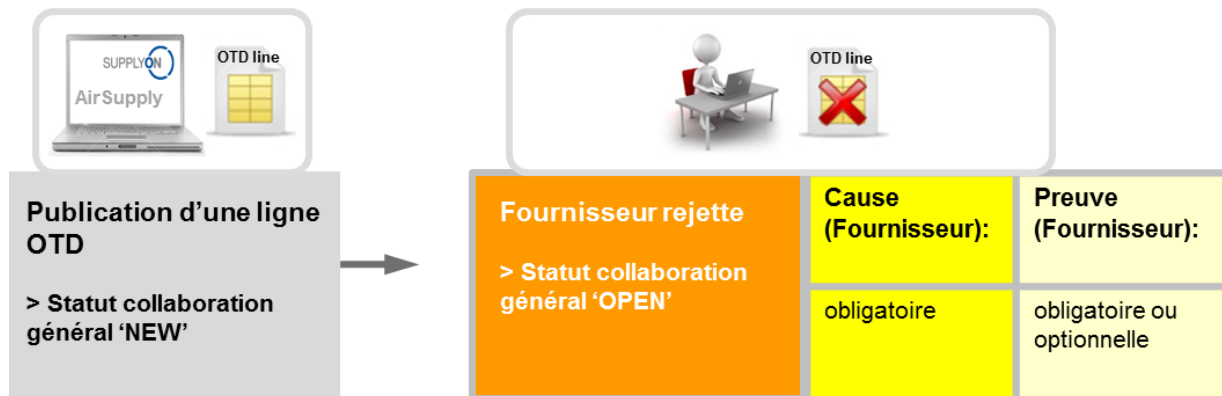 SUPPLYON
AirSupply
OTD line
OTD line
Publication d'une ligne
OTD
> Statut collaboration
général ‘NEW’
Fournisseur rejette
> Statut collaboration
général ‘OPEN’
Cause
(Fournisseur):
Preuve
(Fournisseur):
obligatoire
obligatoire ou
optionnelle